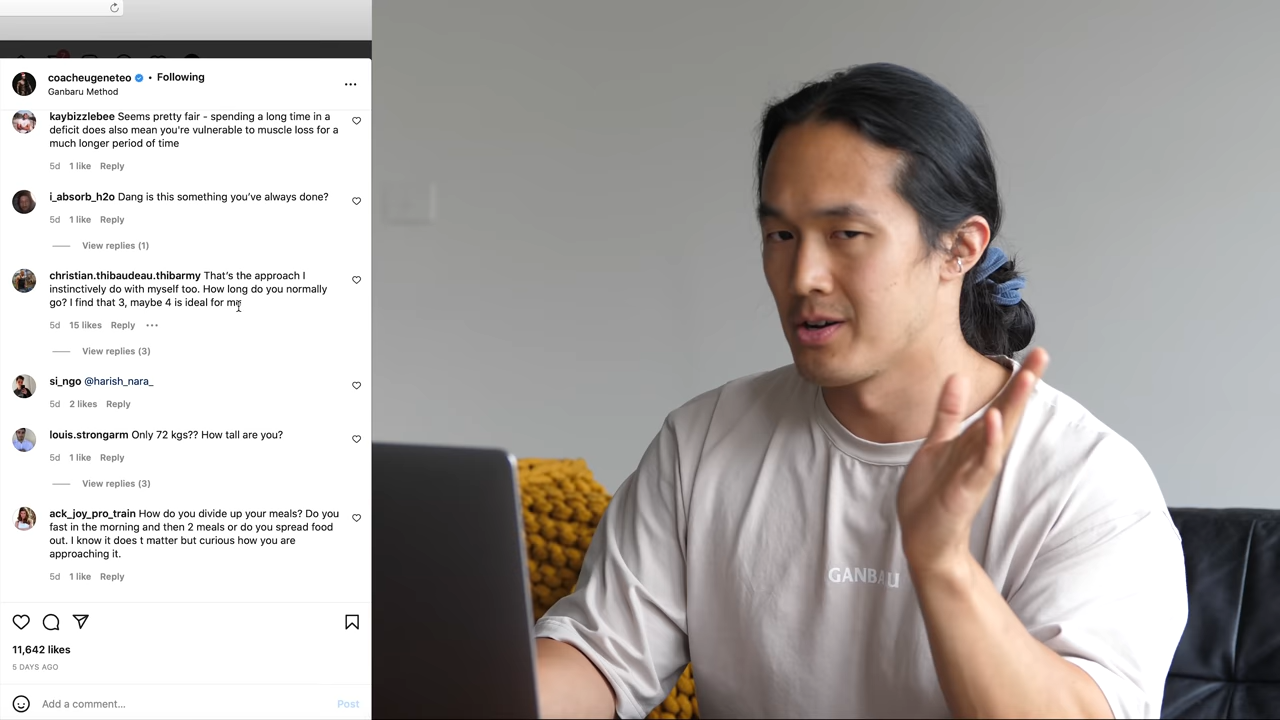 coacheugeneteo • Following
Ganbaru Method
kaybizzlebee Seems pretty fair - spending a long time in a
deficit does also mean you're vulnerable to muscle loss for a
much longer period of time
5d 1 like Reply
i_absorb_h2o Dang is this something you've always done?
5d 1 like Reply
View replies (1)
christian.thibaudeau.thibarmy That's the approach I
instinctively do with myself too. How long do you normally
go? I find that 3, maybe 4 is ideal for me
5d 15 likes Reply
View replies (3)
si_ngo @harish_nara_
5d 2 likes Reply
louis.strongarm Only 72 kgs?? How tall are you?
5d 1 like Reply
View replies (3)
ack_joy_pro_train How do you divide up your meals? Do you
fast in the morning and then 2 meals or do you spread food
out. I know it does t matter but curious how you are
approaching it.
5d 1 like Reply
11,642 likes
5 DAYS AGO
Add a comment... Post